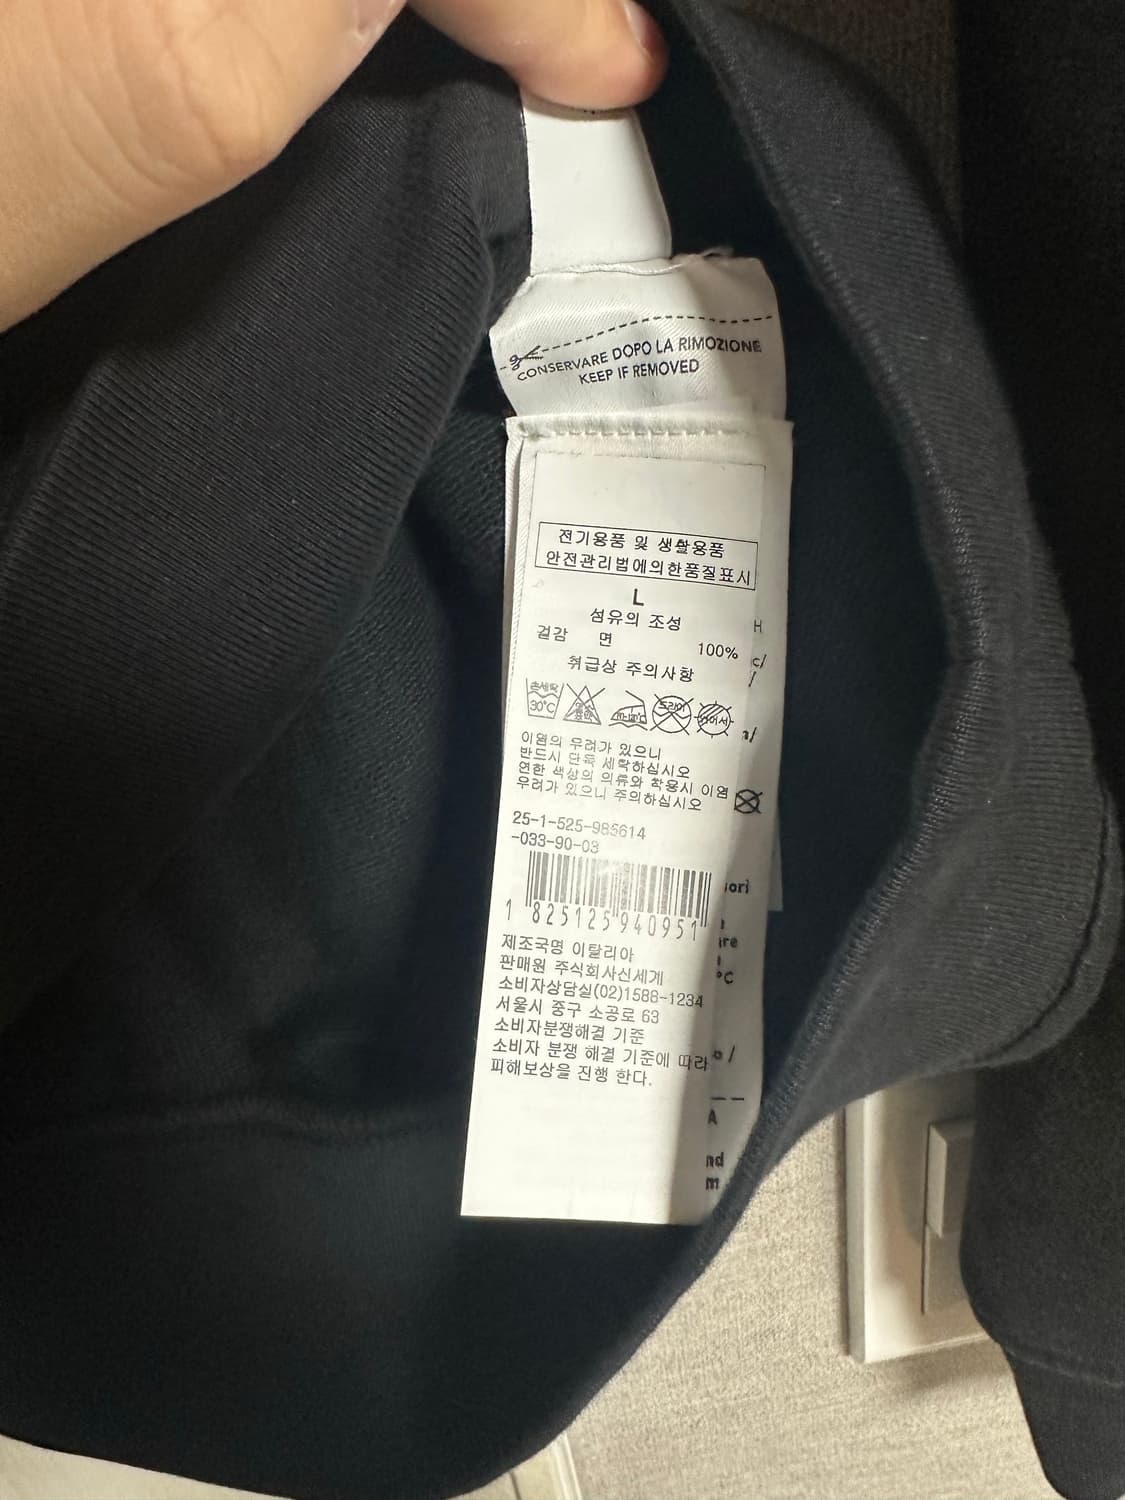 CONSERVARE DOPO LA RIMOZIONE
KEEP IF REMOVED
전기용품 및 생활용품
안전관리법에의한품질표시
L
섬유의 조성
겉감 면 100%
취급상 주의사항
손세탁
30℃
드라이
이염의 우려가 있으니
반드시 단독 세탁하십시오
연한 색상의 의류와 착용시 이염
우려가 있으니 주의하십시오
25-1-525-985614
-033-90-03
1 825125 940951
제조국명 이탈리아
판매원 주식회사신세계
소비자상담실(02)1588-1234
서울시 중구 소공로 63
소비자분쟁해결 기준
소비자 분쟁 해결 기준에 따라
피해보상을 진행 한다.